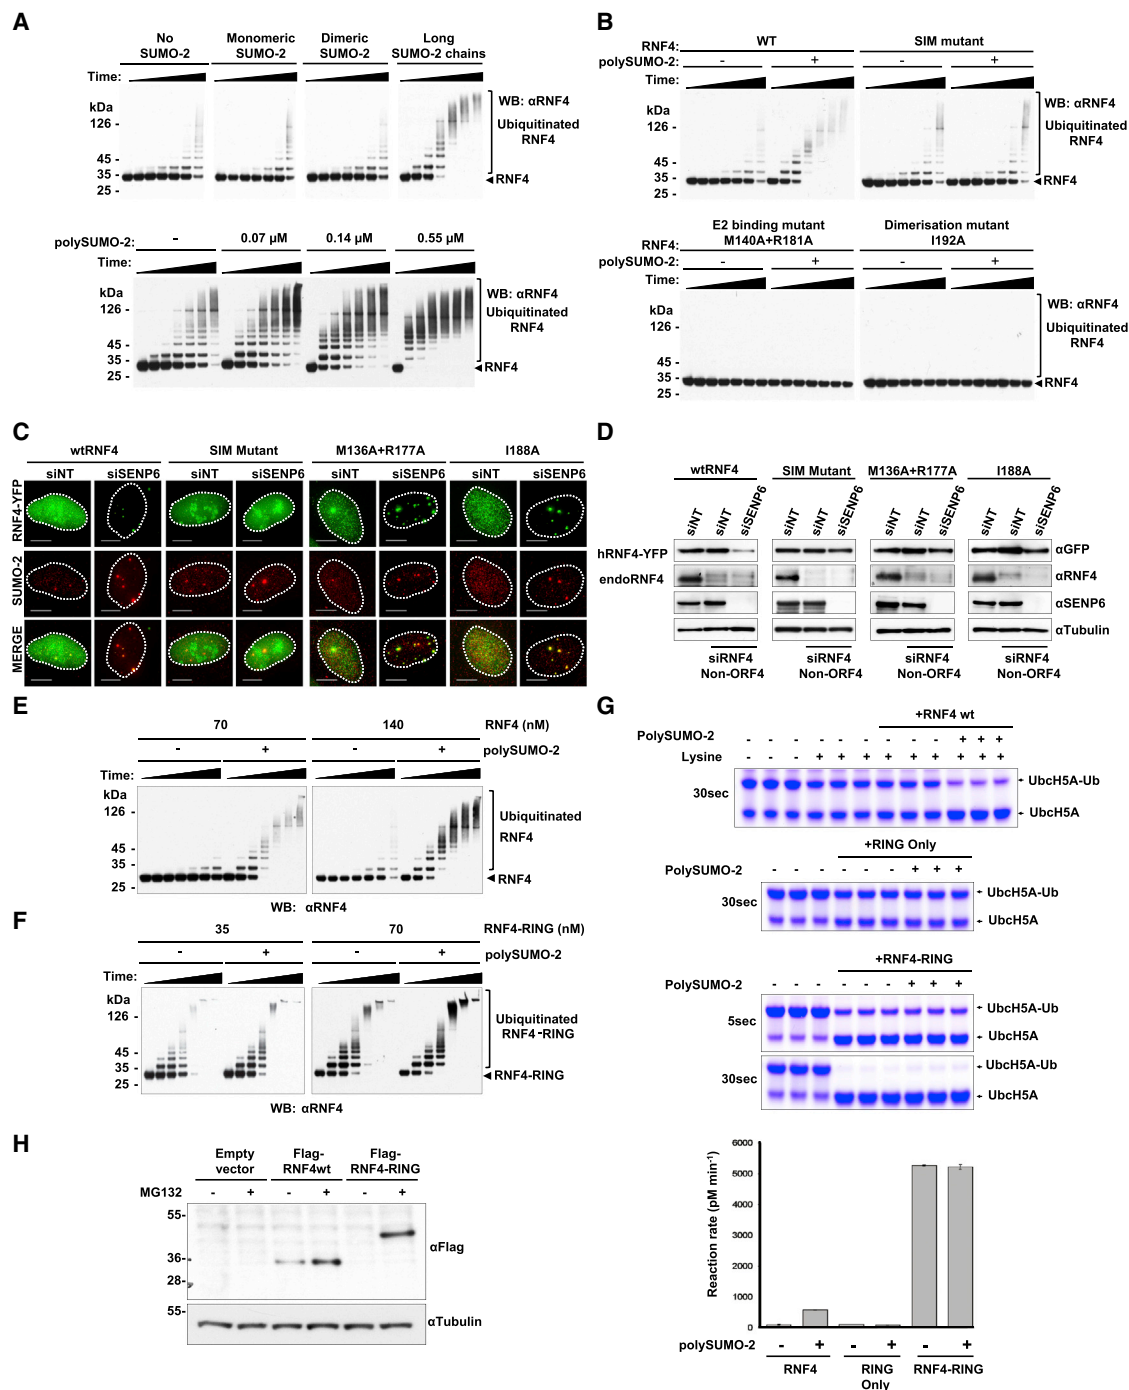 A
No SUMO-2
Monomeric SUMO-2
Dimeric SUMO-2
Long SUMO-2 chains
Time:
kDa
126 -
45 -
35 -
25 -
WB: αRNF4
Ubiquitinated RNF4
RNF4
polySUMO-2: - 0.07 µM 0.14 µM 0.55 µM
Time:
kDa
126 -
45 -
35 -
25 -
WB: αRNF4
Ubiquitinated RNF4
RNF4
B
RNF4: WT SIM mutant
polySUMO-2: - + - +
Time:
kDa
126 -
45 -
35 -
25 -
WB: αRNF4
Ubiquitinated RNF4
RNF4
RNF4: E2 binding mutant M140A+R181A Dimerisation mutant I192A
polySUMO-2: - + - +
Time:
kDa
126 -
45 -
35 -
25 -
WB: αRNF4
Ubiquitinated RNF4
RNF4
C
wtRNF4 SIM Mutant M136A+R177A I188A
siNT siSENP6 siNT siSENP6 siNT siSENP6 siNT siSENP6
RNF4-YFP
SUMO-2
MERGE
D
wtRNF4 SIM Mutant M136A+R177A I188A
siNT siNT siSENP6 siNT siNT siSENP6 siNT siNT siSENP6 siNT siNT siSENP6
hRNF4-YFP αGFP
endoRNF4 αRNF4
αSENP6
αTubulin
siRNF4 Non-ORF4 siRNF4 Non-ORF4 siRNF4 Non-ORF4 siRNF4 Non-ORF4
E
70 140 RNF4 (nM)
- + - + polySUMO-2
Time:
kDa
126 -
45 -
35 -
25 -
Ubiquitinated
RNF4
RNF4
WB: αRNF4
F
35 70 RNF4-RING (nM)
- + - + polySUMO-2
Time:
kDa
126 -
45 -
35 -
25 -
Ubiquitinated
RNF4-RING
RNF4-RING
WB: αRNF4
G
+RNF4 wt
PolySUMO-2 - - - - - - - - - + + +
Lysine - - - + + + + + + + + +
30sec
UbcH5A-Ub
UbcH5A
+RING Only
PolySUMO-2 - - - - - - + + +
30sec
UbcH5A-Ub
UbcH5A
+RNF4-RING
PolySUMO-2 - - - - - - + + +
5sec
UbcH5A-Ub
UbcH5A
30sec
UbcH5A-Ub
UbcH5A
Reaction rate (pM min-1)
6000
5000
4000
3000
2000
1000
0
polySUMO-2 - + - + - +
RNF4 RING Only RNF4-RING
H
Empty vector
Flag-RNF4wt
Flag-RNF4-RING
MG132 - + - + - +
55-
36-
28-
αFlag
55-
αTubulin